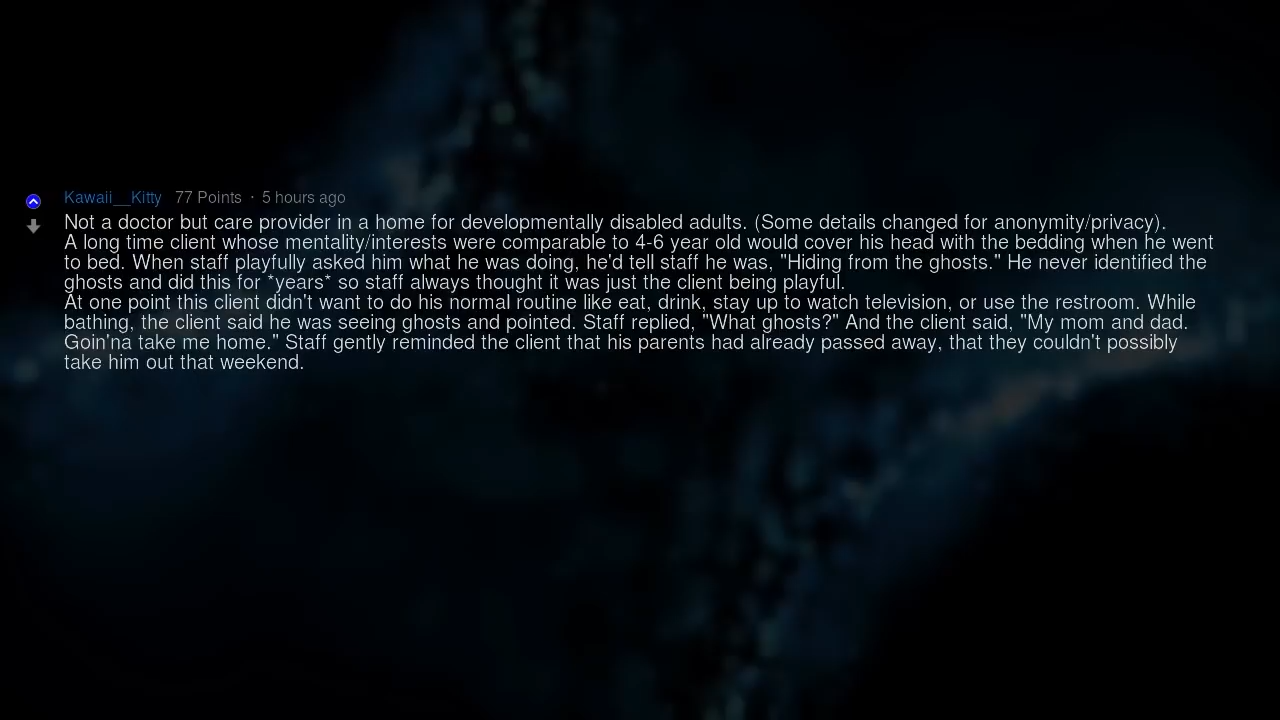 Kawaii__Kitty 77 Points · 5 hours ago
Not a doctor but care provider in a home for developmentally disabled adults. (Some details changed for anonymity/privacy).
A long time client whose mentality/interests were comparable to 4-6 year old would cover his head with the bedding when he went
to bed. When staff playfully asked him what he was doing, he'd tell staff he was, "Hiding from the ghosts." He never identified the
ghosts and did this for *years* so staff always thought it was just the client being playful.
At one point this client didn't want to do his normal routine like eat, drink, stay up to watch television, or use the restroom. While
bathing, the client said he was seeing ghosts and pointed. Staff replied, "What ghosts?" And the client said, "My mom and dad.
Goin'na take me home." Staff gently reminded the client that his parents had already passed away, that they couldn't possibly
take him out that weekend.